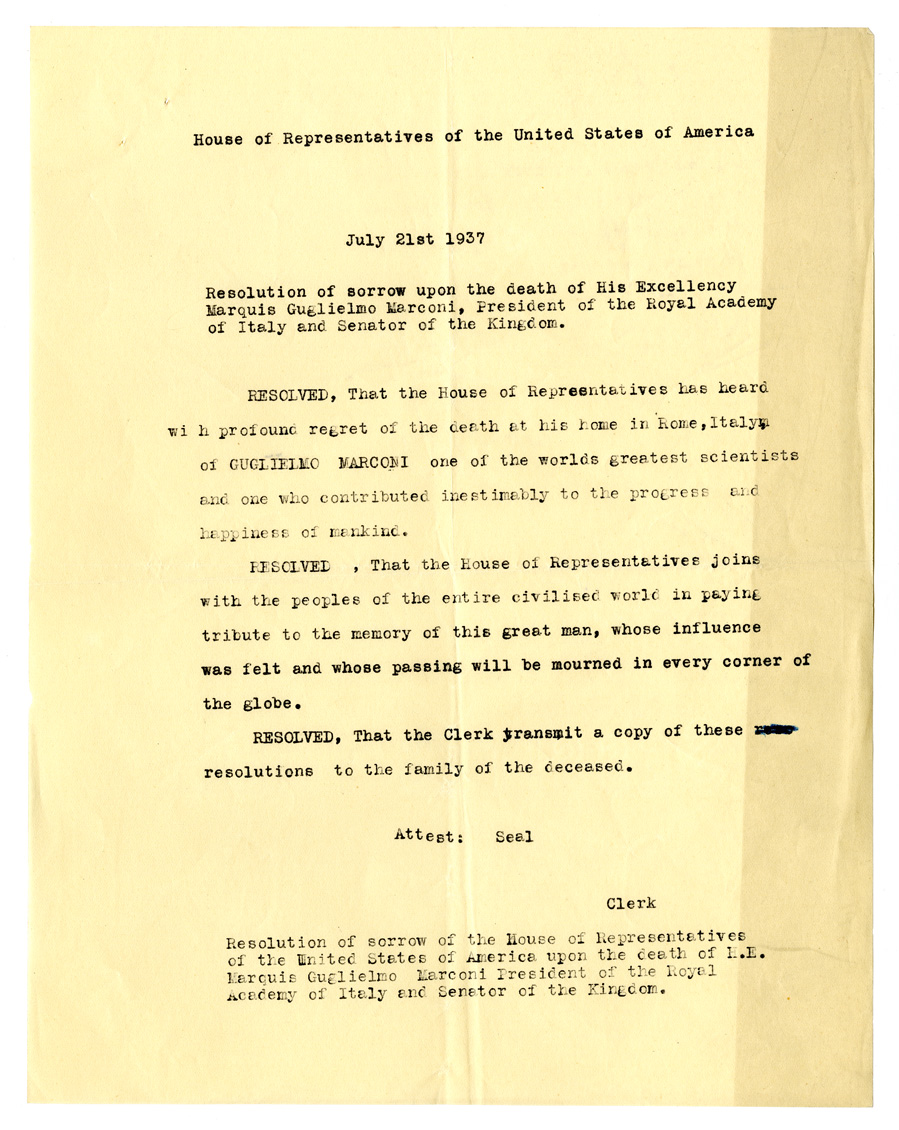 House of Representatives of the United States of America
July 21st 1937
Resolution of sorrow upon the death of His Excellency
Marquis Guglielmo Marconi, President of the Royal Academy
of Italy and Senator of the Kingdom.
RESOLVED, That the House of Representatives has heard
wi h profound regret of the death at his home in Rome,Italy,
of GUGLIELMO MARCONI one of the worlds greatest scientists
and one who contributed inestimably to the progress and
happiness of mankind.
RESOLVED , That the House of Representatives joins
with the peoples of the entire civilised world in paying
tribute to the memory of this great man, whose influence
was felt and whose passing will be mourned in every corner of
the globe.
RESOLVED, That the Clerk transmit a copy of these
resolutions to the family of the deceased.
Attest: Seal
Clerk
Resolution of sorrow of the House of Representatives
of the United States of America upon the death of H.E.
Marquis Guglielmo Marconi President of the Royal
Academy of Italy and Senator of the Kingdom.